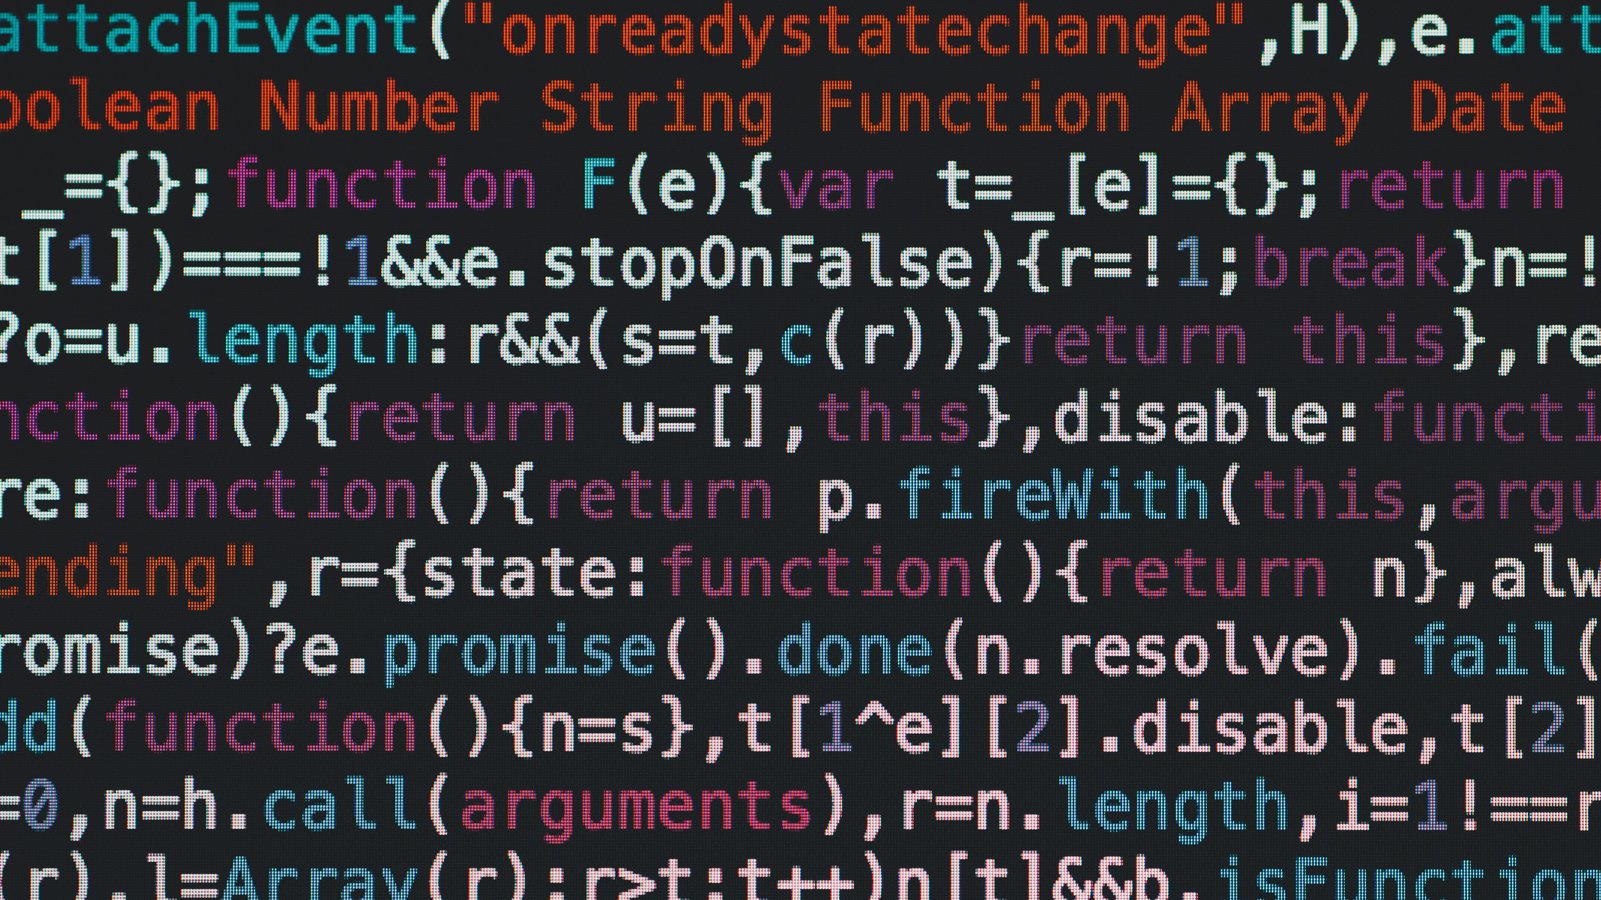 attachEvent("onreadystatechange",H),e.att
oolean Number String Function Array Date
_={};function F(e){var t=_[e]={};return
t[1])===!1&&e.stopOnFalse){r=!1;break}n=!
?o=u.length:r&&(s=t,c(r))}return this},re
nction(){return u=[],this},disable:functi
re:function(){return p.fireWith(this,argu
ending",r={state:function(){return n},alw
romise)?e.promise().done(n.resolve).fail(
dd(function(){n=s},t[1^e][2].disable,t[2]
=0,n=h.call(arguments),r=n.length,i=1!==r
(r),l=Array(r);r>t;t++)n[t]&&b.isFunction